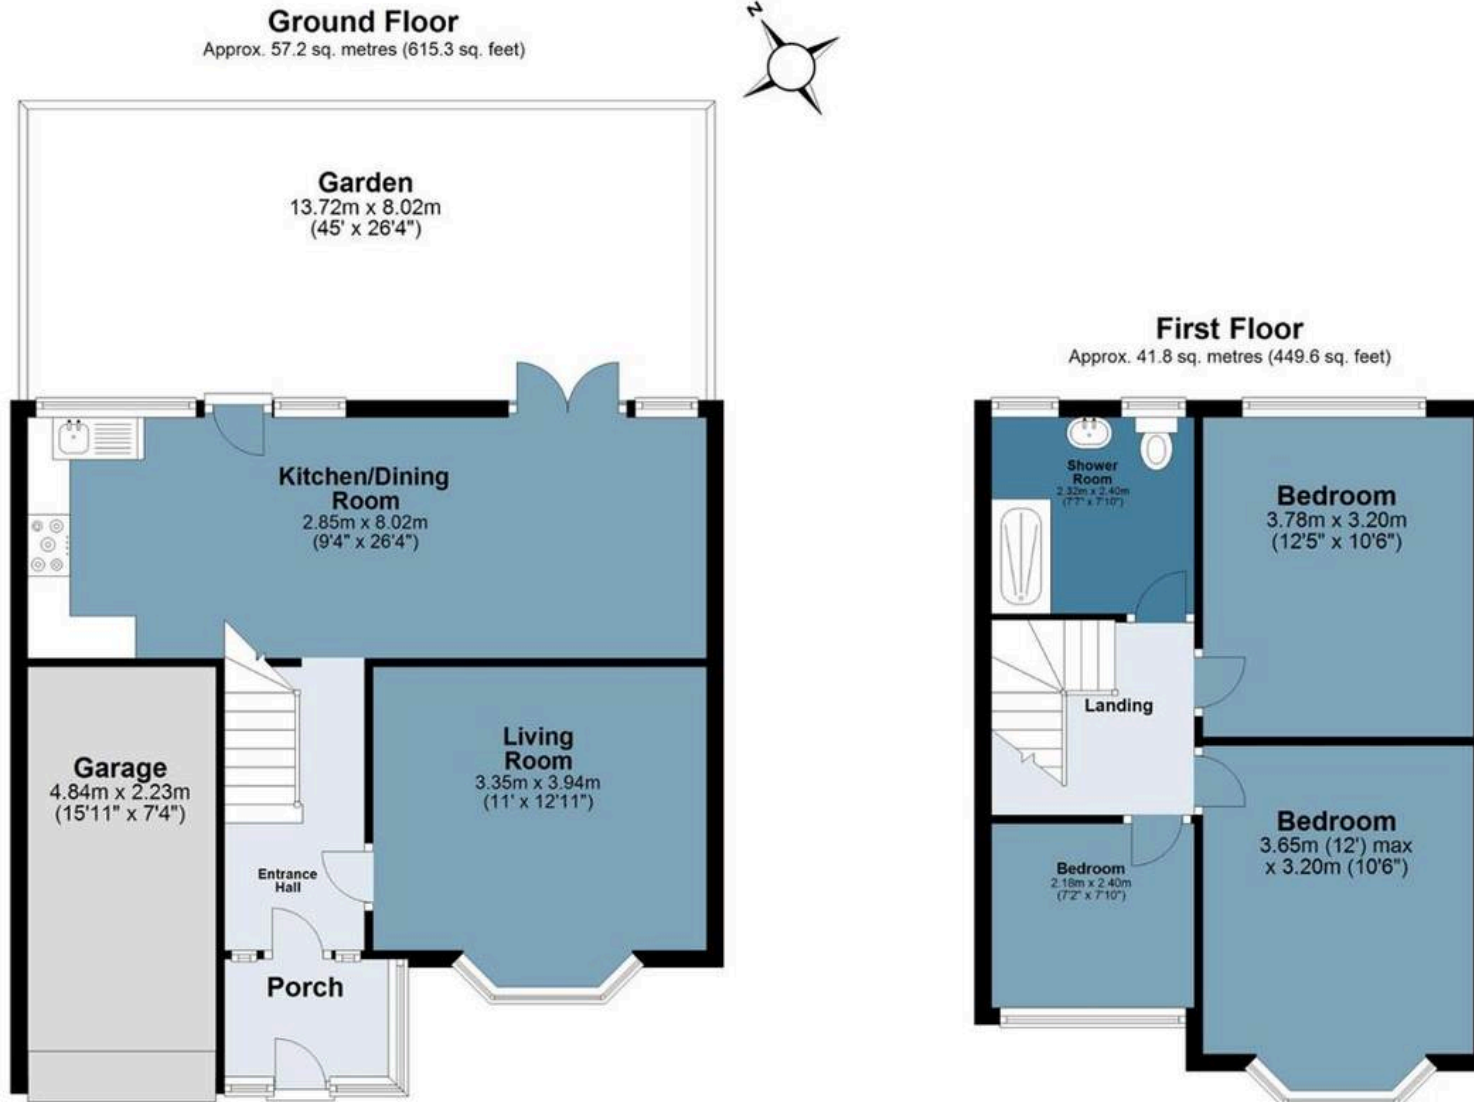 Ground Floor
Approx. 57.2 sq. metres (615.3 sq. feet)
N
Garden
13.72m x 8.02m
(45' x 26'4")
Kitchen/Dining
Room
2.85m x 8.02m
(9'4" x 26'4")
Garage
4.84m x 2.23m
(15'11" x 7'4")
Living
Room
3.35m x 3.94m
(11' x 12'11")
Entrance
Hall
Porch
First Floor
Approx. 41.8 sq. metres (449.6 sq. feet)
Shower
Room
2.32m x 2.40m
(7'7" x 7'10")
Bedroom
3.78m x 3.20m
(12'5" x 10'6")
Landing
Bedroom
3.65m (12') max
x 3.20m (10'6")
Bedroom
2.18m x 2.40m
(7'2" x 7'10")